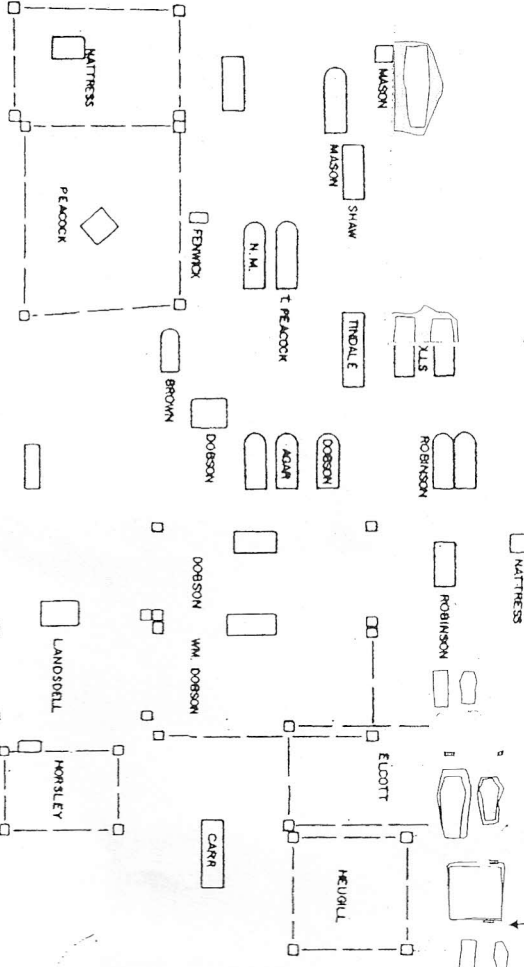 NATTRESS
MASON
MASON
SHAW
PEACOCK
FENWICK
N.M.
T. PEACOCK
TINDALE
BROWN
DOBSON
AGAR
DOBSON
ROBINSON
NATTRESS
DOBSON
ROBINSON
WM. DOBSON
LANDSDELL
ELCOTT
HORSLEY
CARR
HEUGILL